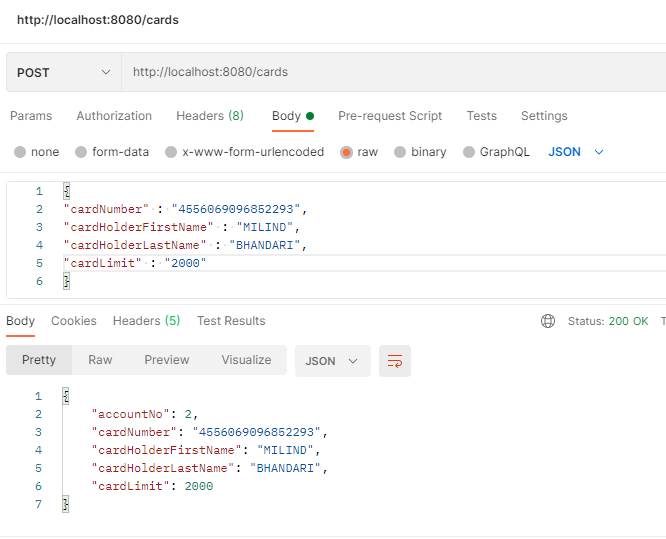 http://localhost:8080/cards
POST http://localhost:8080/cards
Params Authorization Headers (8) Body Pre-request Script Tests Settings
none form-data x-www-form-urlencoded raw binary GraphQL JSON
1 {
2 "cardNumber" : "4556069096852293",
3 "cardHolderFirstName" : "MILIND",
4 "cardHolderLastName" : "BHANDARI",
5 "cardLimit" : "2000"
6 }
Body Cookies Headers (5) Test Results Status: 200 OK
Pretty Raw Preview Visualize JSON
1 {
2 "accountNo": 2,
3 "cardNumber": "4556069096852293",
4 "cardHolderFirstName": "MILIND",
5 "cardHolderLastName": "BHANDARI",
6 "cardLimit": 2000
7 }